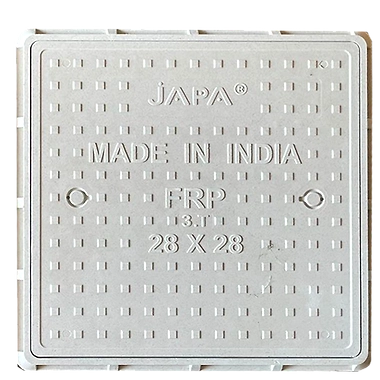 jAPA®
MADE IN INDIA
FRP
3.T
28 X 28